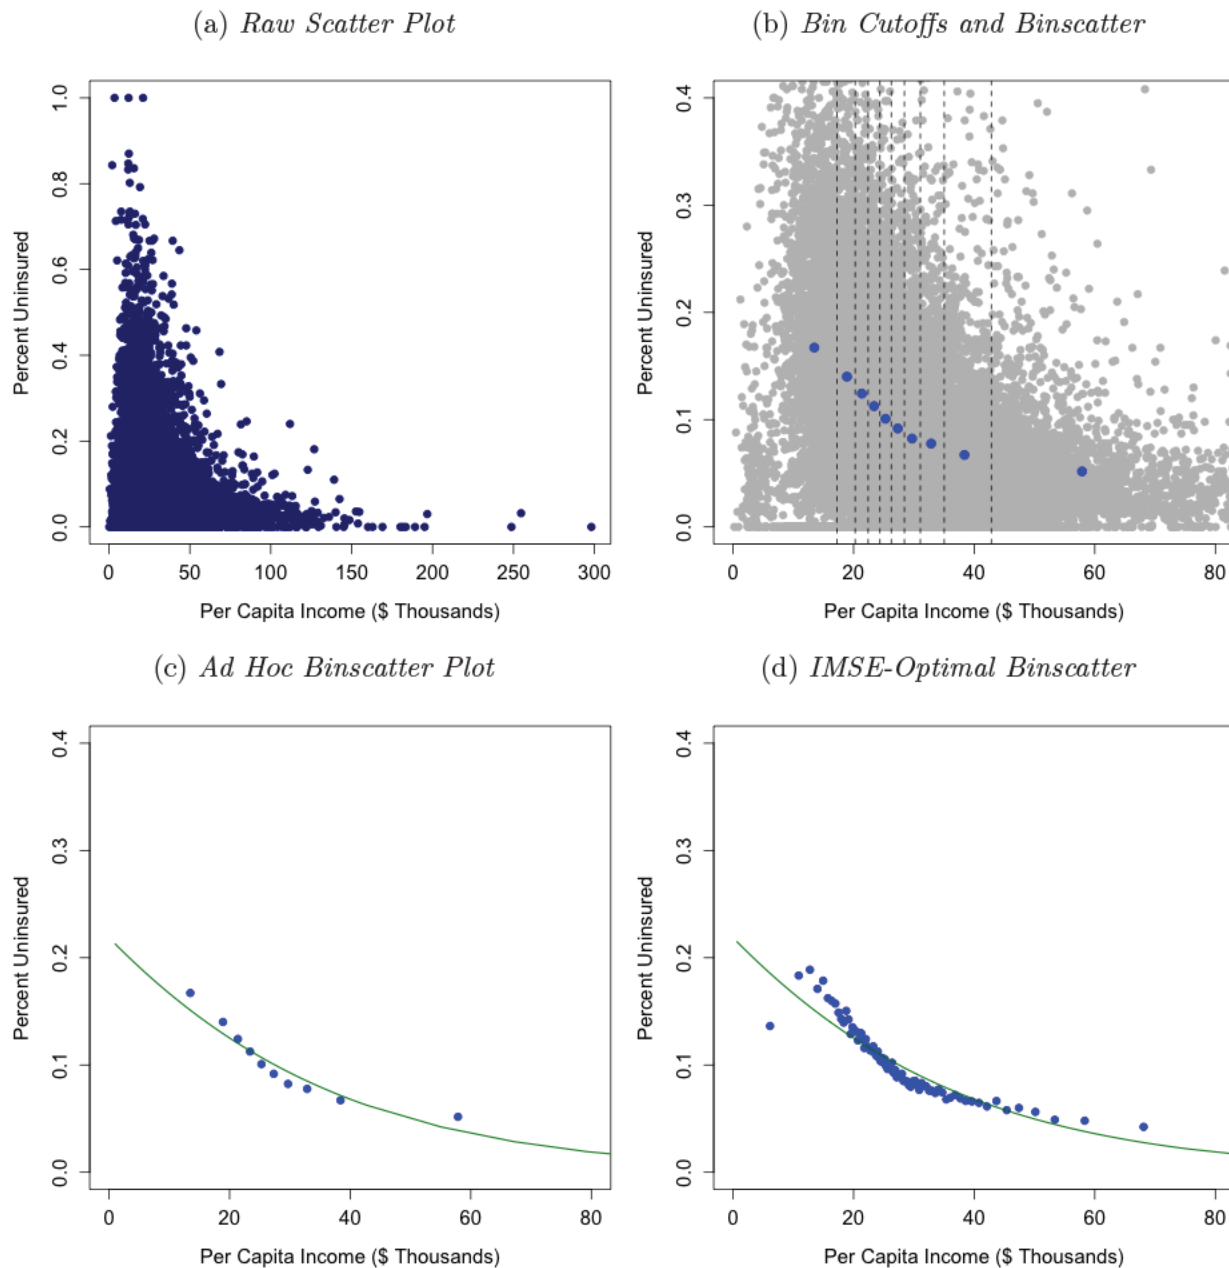 (a) Raw Scatter Plot
(b) Bin Cutoffs and Binscatter
Percent Uninsured
1.0
0.8
0.6
0.4
0.2
0.0
0 50 100 150 200 250 300
Per Capita Income ($ Thousands)
Percent Uninsured
0.4
0.3
0.2
0.1
0.0
0 20 40 60 80
Per Capita Income ($ Thousands)
(c) Ad Hoc Binscatter Plot
(d) IMSE-Optimal Binscatter
Percent Uninsured
0.4
0.3
0.2
0.1
0.0
0 20 40 60 80
Per Capita Income ($ Thousands)
Percent Uninsured
0.4
0.3
0.2
0.1
0.0
0 20 40 60 80
Per Capita Income ($ Thousands)